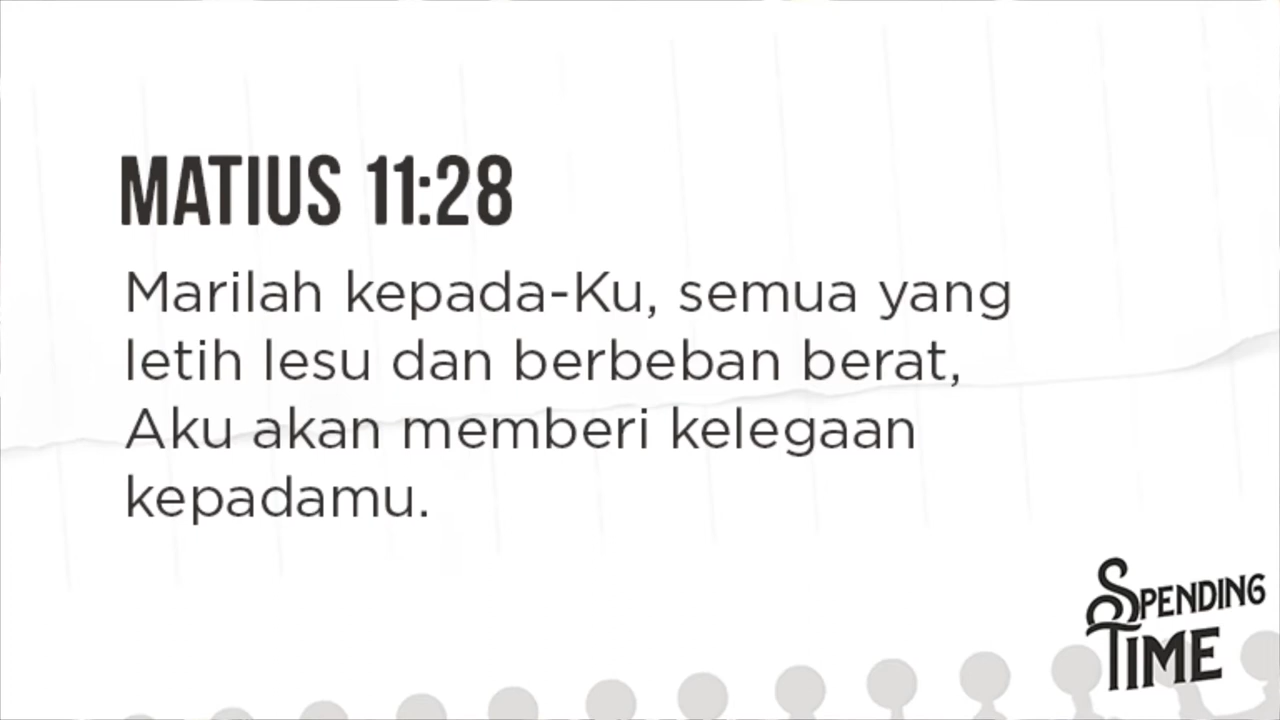 MATIUS 11:28
Marilah kepada-Ku, semua yang
letih lesu dan berbeban berat,
Aku akan memberi kelegaan
kepadamu.
SPENDING
TIME